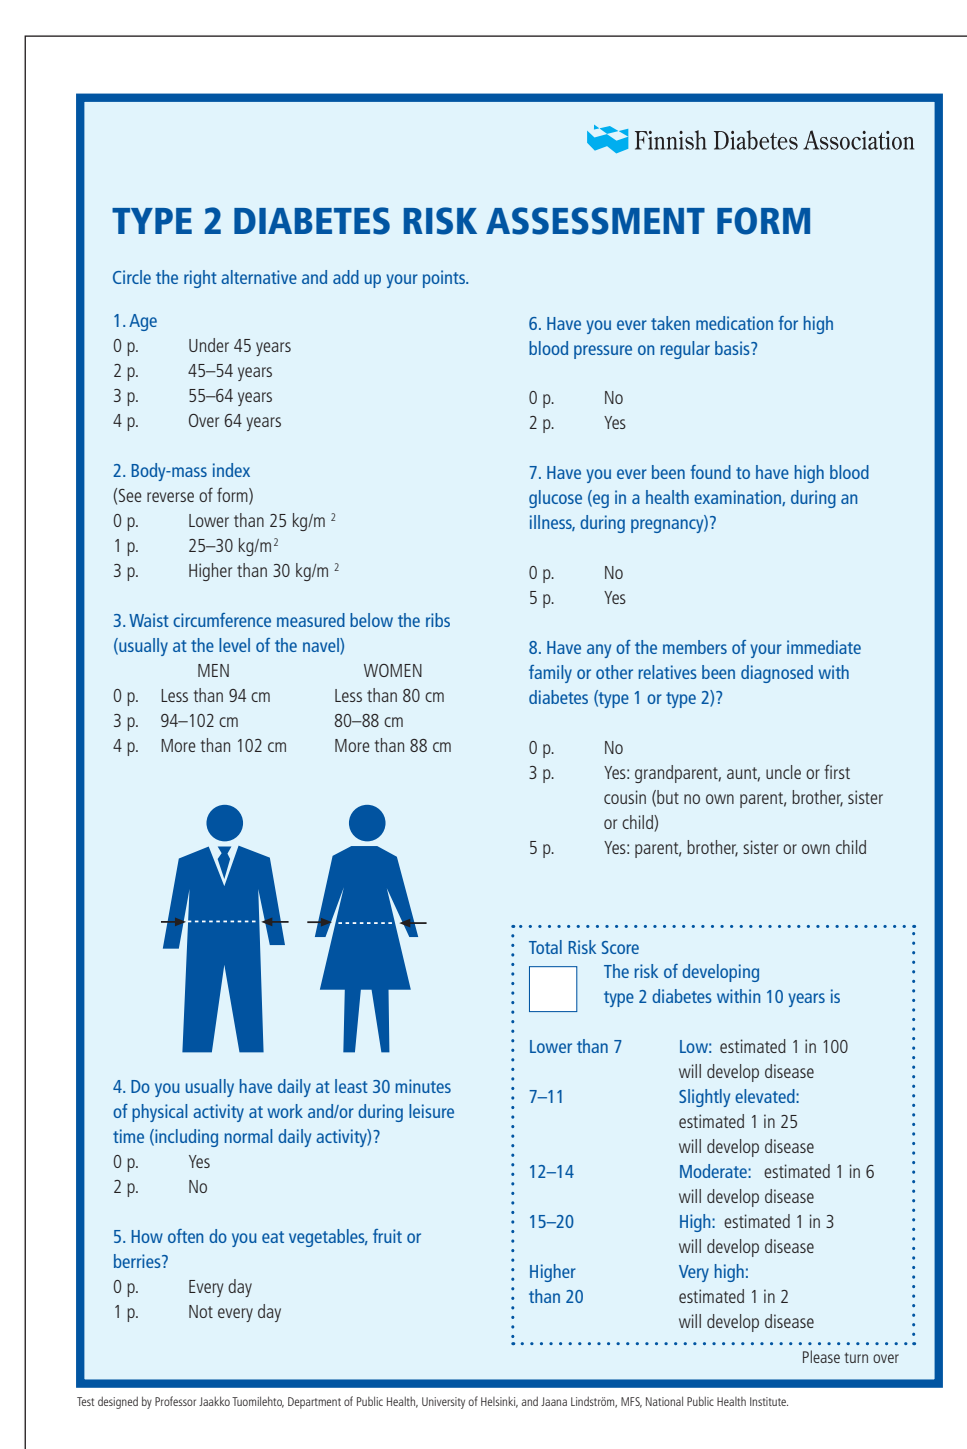 Finnish Diabetes Association
TYPE 2 DIABETES RISK ASSESSMENT FORM
Circle the right alternative and add up your points.
1. Age
0 p. Under 45 years
2 p. 45–54 years
3 p. 55–64 years
4 p. Over 64 years
2. Body-mass index
(See reverse of form)
0 p. Lower than 25 kg/m ²
1 p. 25–30 kg/m²
3 p. Higher than 30 kg/m ²
3. Waist circumference measured below the ribs
(usually at the level of the navel)
MEN WOMEN
0 p. Less than 94 cm Less than 80 cm
3 p. 94–102 cm 80–88 cm
4 p. More than 102 cm More than 88 cm
4. Do you usually have daily at least 30 minutes
of physical activity at work and/or during leisure
time (including normal daily activity)?
0 p. Yes
2 p. No
5. How often do you eat vegetables, fruit or
berries?
0 p. Every day
1 p. Not every day
6. Have you ever taken medication for high
blood pressure on regular basis?
0 p. No
2 p. Yes
7. Have you ever been found to have high blood
glucose (eg in a health examination, during an
illness, during pregnancy)?
0 p. No
5 p. Yes
8. Have any of the members of your immediate
family or other relatives been diagnosed with
diabetes (type 1 or type 2)?
0 p. No
3 p. Yes: grandparent, aunt, uncle or first
cousin (but no own parent, brother, sister
or child)
5 p. Yes: parent, brother, sister or own child
Total Risk Score
The risk of developing
type 2 diabetes within 10 years is
Lower than 7 Low: estimated 1 in 100
will develop disease
7–11 Slightly elevated:
estimated 1 in 25
will develop disease
12–14 Moderate: estimated 1 in 6
will develop disease
15–20 High: estimated 1 in 3
will develop disease
Higher Very high:
than 20 estimated 1 in 2
will develop disease
Please turn over
Test designed by Professor Jaakko Tuomilehto, Department of Public Health, University of Helsinki, and Jaana Lindström, MFS, National Public Health Institute.